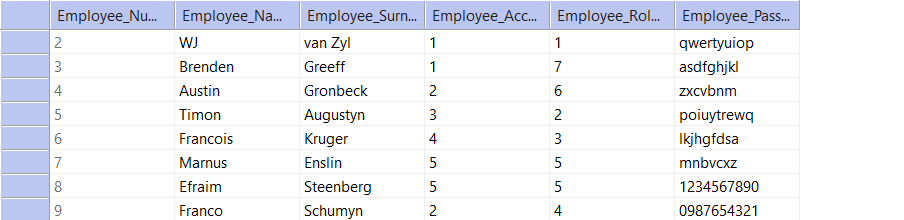 Employee_Nu... Employee_Na... Employee_Surn... Employee_Acc... Employee_Rol... Employee_Pass...
2 WJ van Zyl 1 1 qwertyuiop
3 Brenden Greeff 1 7 asdfghjkl
4 Austin Gronbeck 2 6 zxcvbnm
5 Timon Augustyn 3 2 poiuytrewq
6 Francois Kruger 4 3 lkjhgfdsa
7 Marnus Enslin 5 5 mnbvcxz
8 Efraim Steenberg 5 5 1234567890
9 Franco Schumyn 2 4 0987654321